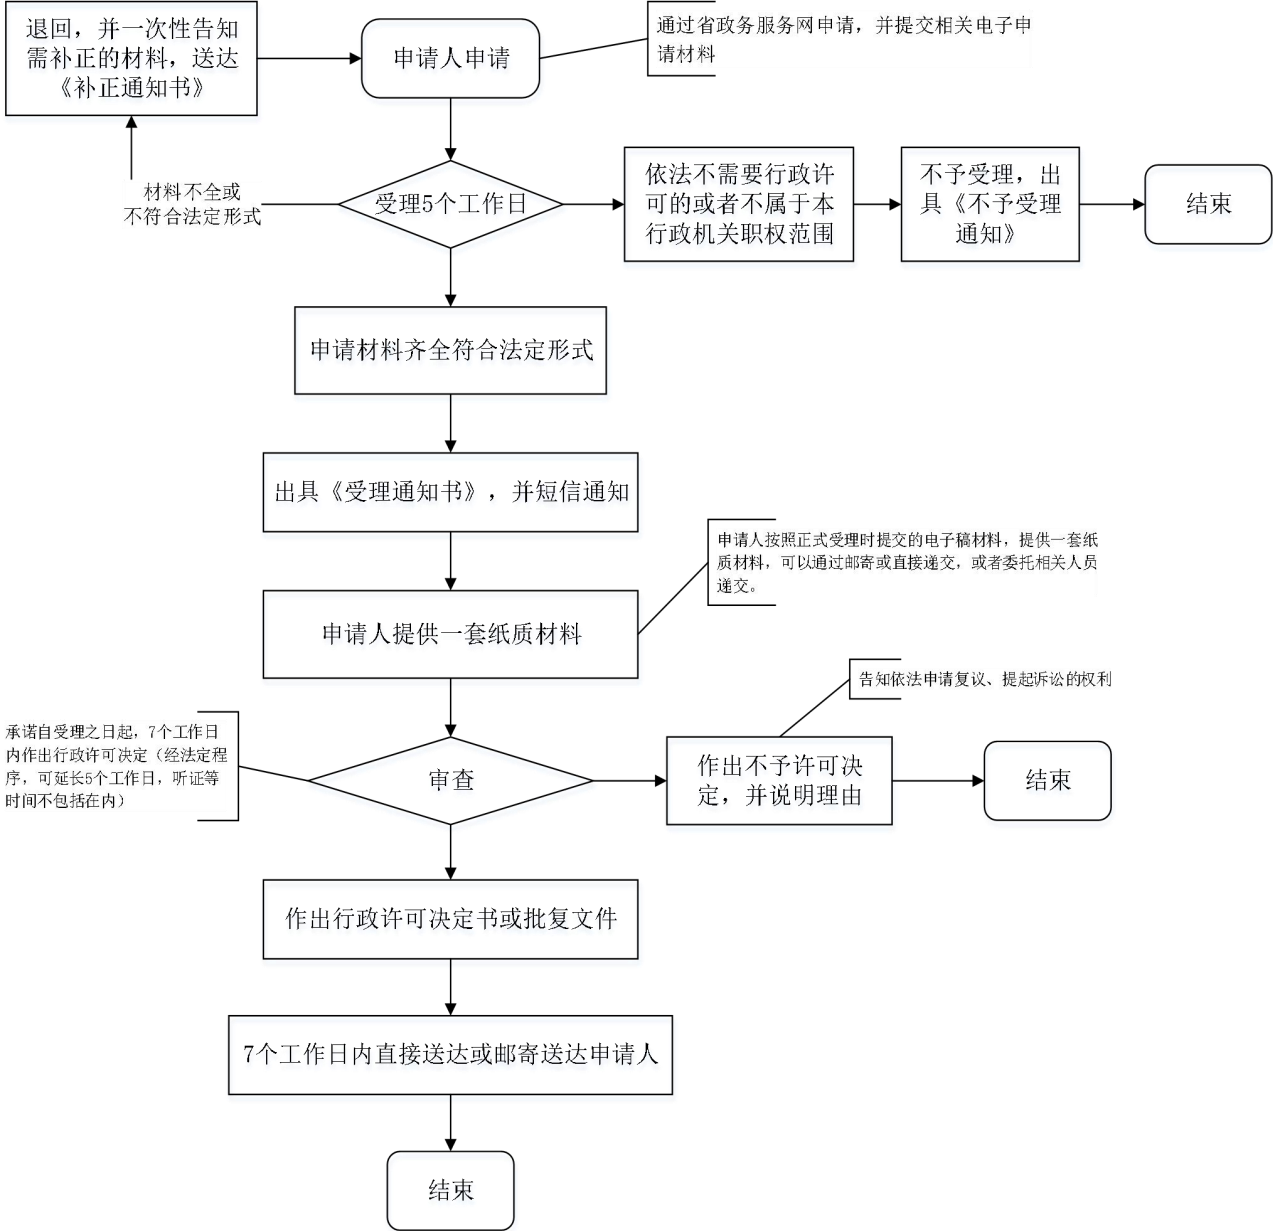 退回，并一次性告知
需补正的材料，送达
《补正通知书》
申请人申请
通过省政务服务网申请，并提交相关电子申
请材料
材料不全或
不符合法定形式
受理5个工作日
依法不需要行政许
可的或者不属于本
行政机关职权范围
不予受理，出
具《不予受理
通知》
结束
申请材料齐全符合法定形式
出具《受理通知书》，并短信通知
申请人按照正式受理时提交的电子稿材料，提供一套纸
质材料，可以通过邮寄或直接递交，或者委托相关人员
递交。
申请人提供一套纸质材料
告知依法申请复议、提起诉讼的权利
承诺自受理之日起，7个工作日
内作出行政许可决定（经法定程
序，可延长5个工作日，听证等
时间不包括在内）
审查
作出不予许可决
定，并说明理由
结束
作出行政许可决定书或批复文件
7个工作日内直接送达或邮寄送达申请人
结束